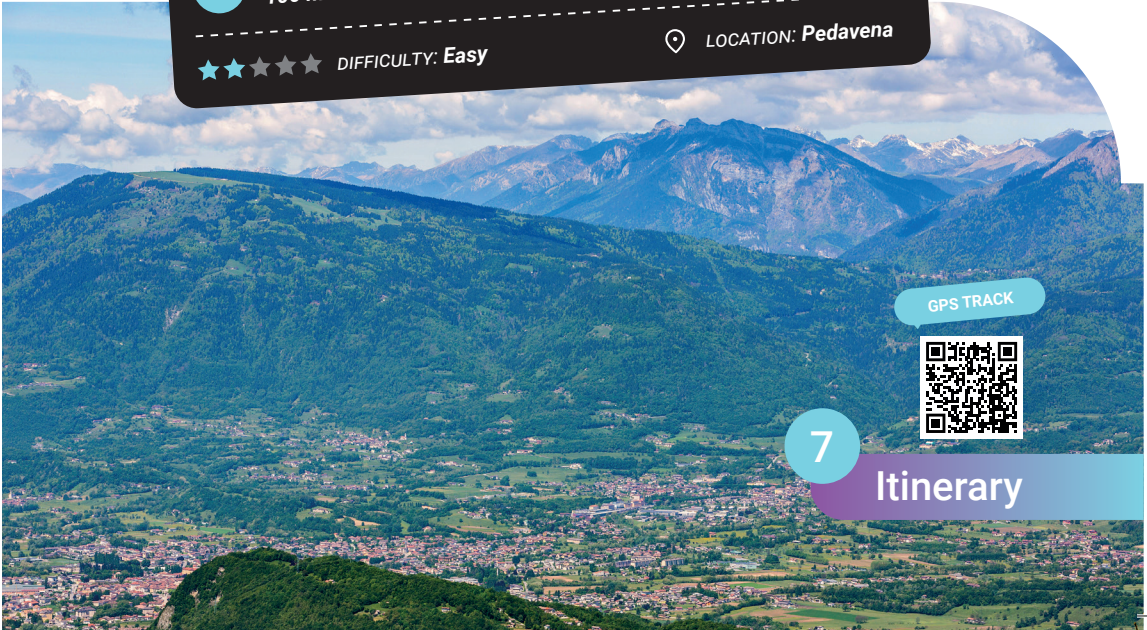 DIFFICULTY: Easy
LOCATION: Pedavena
GPS TRACK
7
Itinerary